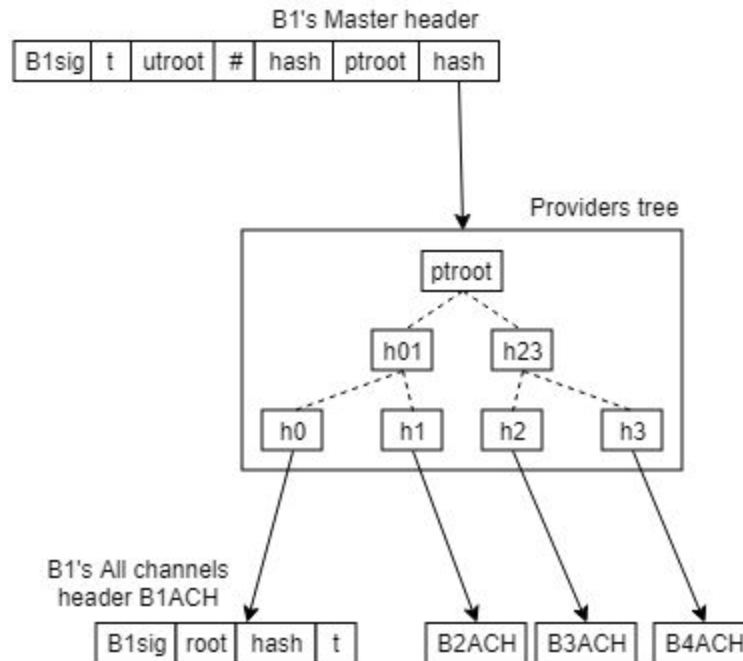 B1's Master header
B1sig t utroot # hash ptroot hash
Providers tree
ptroot
h01 h23
h0 h1 h2 h3
B1's All channels
header B1ACH
B1sig root hash t B2ACH B3ACH B4ACH